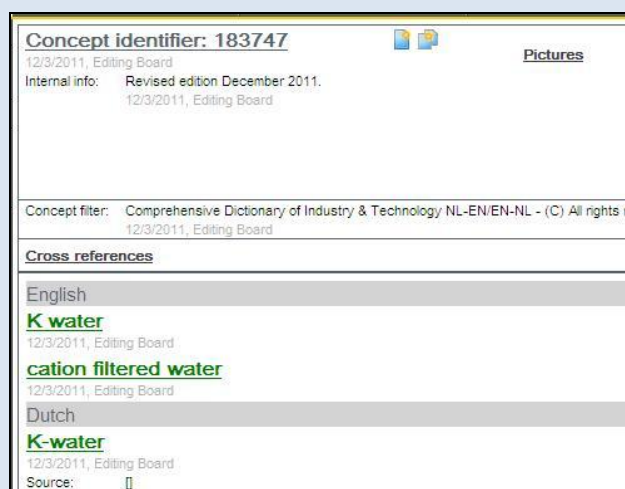 Concept identifier: 183747
Pictures
12/3/2011, Editing Board
Internal info: Revised edition December 2011.
12/3/2011, Editing Board
Concept filter: Comprehensive Dictionary of Industry & Technology NL-EN/EN-NL - (C) All rights
12/3/2011, Editing Board
Cross references
English
K water
12/3/2011, Editing Board
cation filtered water
12/3/2011, Editing Board
Dutch
K-water
12/3/2011, Editing Board
Source: []